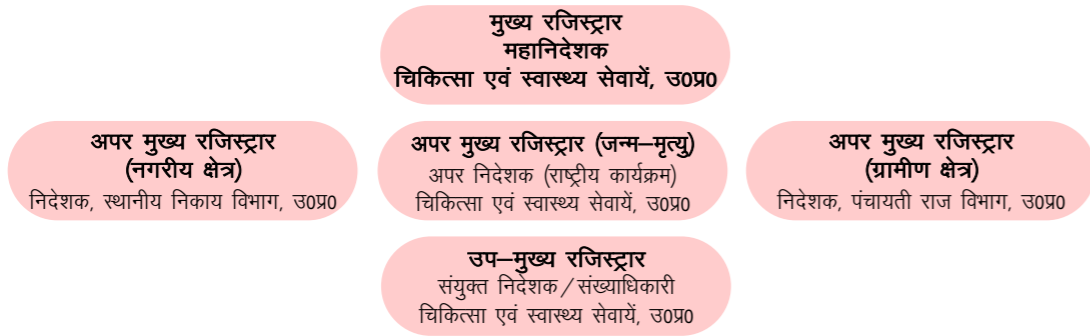 मुख्य रजिस्ट्रार
महानिदेशक
चिकित्सा एवं स्वास्थ्य सेवायें, उ0प्र0
अपर मुख्य रजिस्ट्रार
(नगरीय क्षेत्र)
निदेशक, स्थानीय निकाय विभाग, उ0प्र0
अपर मुख्य रजिस्ट्रार (जन्म–मृत्यु)
अपर निदेशक (राष्ट्रीय कार्यक्रम)
चिकित्सा एवं स्वास्थ्य सेवायें, उ0प्र0
अपर मुख्य रजिस्ट्रार
(ग्रामीण क्षेत्र)
निदेशक, पंचायती राज विभाग, उ0प्र0
उप–मुख्य रजिस्ट्रार
संयुक्त निदेशक/संख्याधिकारी
चिकित्सा एवं स्वास्थ्य सेवायें, उ0प्र0